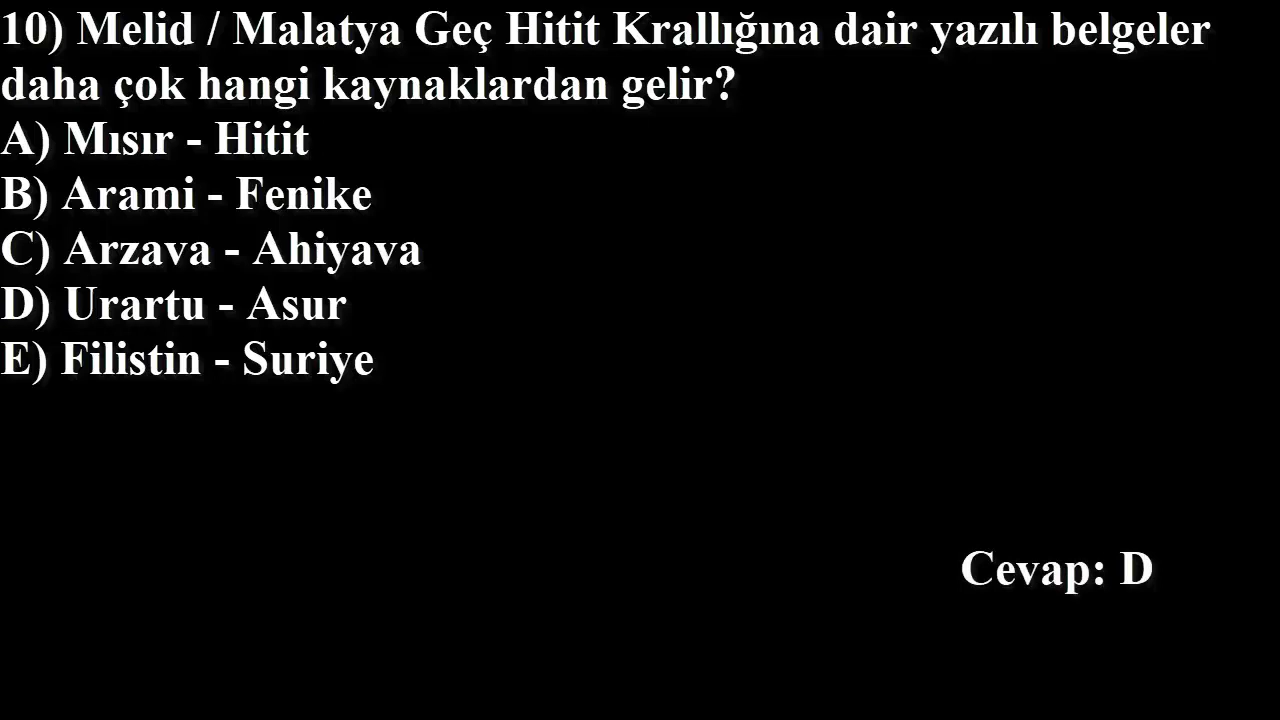 10) Melid / Malatya Geç Hitit Krallığına dair yazılı belgeler
daha çok hangi kaynaklardan gelir?
A) Mısır - Hitit
B) Arami - Fenike
C) Arzava - Ahiyava
D) Urartu - Asur
E) Filistin - Suriye
Cevap: D